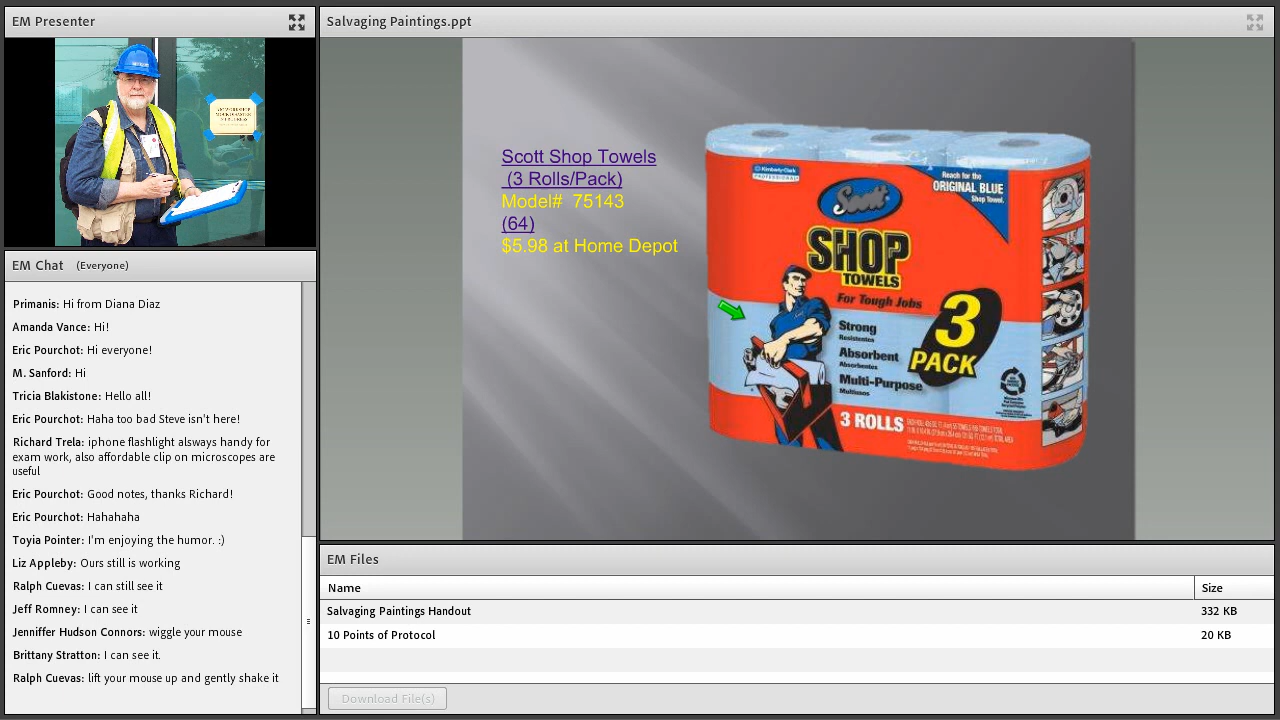 EM Presenter
EM Chat (Everyone)
Primanis: Hi from Diana Diaz
Amanda Vance: Hi!
Eric Pourchot: Hi everyone!
M. Sanford: Hi
Tricia Blakistone: Hello all!
Eric Pourchot: Haha too bad Steve isn't here!
Richard Trela: iphone flashlight alsways handy for
exam work, also affordable clip on microscopes are
useful
Eric Pourchot: Good notes, thanks Richard!
Eric Pourchot: Hahahaha
Toyia Pointer: I'm enjoying the humor. :)
Liz Appleby: Ours still is working
Ralph Cuevas: I can still see it
Jeff Romney: I can see it
Jenniffer Hudson Connors: wiggle your mouse
Brittany Stratton: I can see it.
Ralph Cuevas: lift your mouse up and gently shake it
Salvaging Paintings.ppt
Scott Shop Towels
(3 Rolls/Pack)
Model# 75143
(64)
$5.98 at Home Depot
Kimberly-Clark
PROFESSIONAL
Reach for the
ORIGINAL BLUE
Shop Towel.
Scott
SHOP
TOWELS
For Tough Jobs
Strong
Resistentes
Absorbent
Absorbentes
Multi-Purpose
Multiusos
3
PACK
3 ROLLS
EM Files
Name Size
Salvaging Paintings Handout 332 KB
10 Points of Protocol 20 KB
Download File(s)